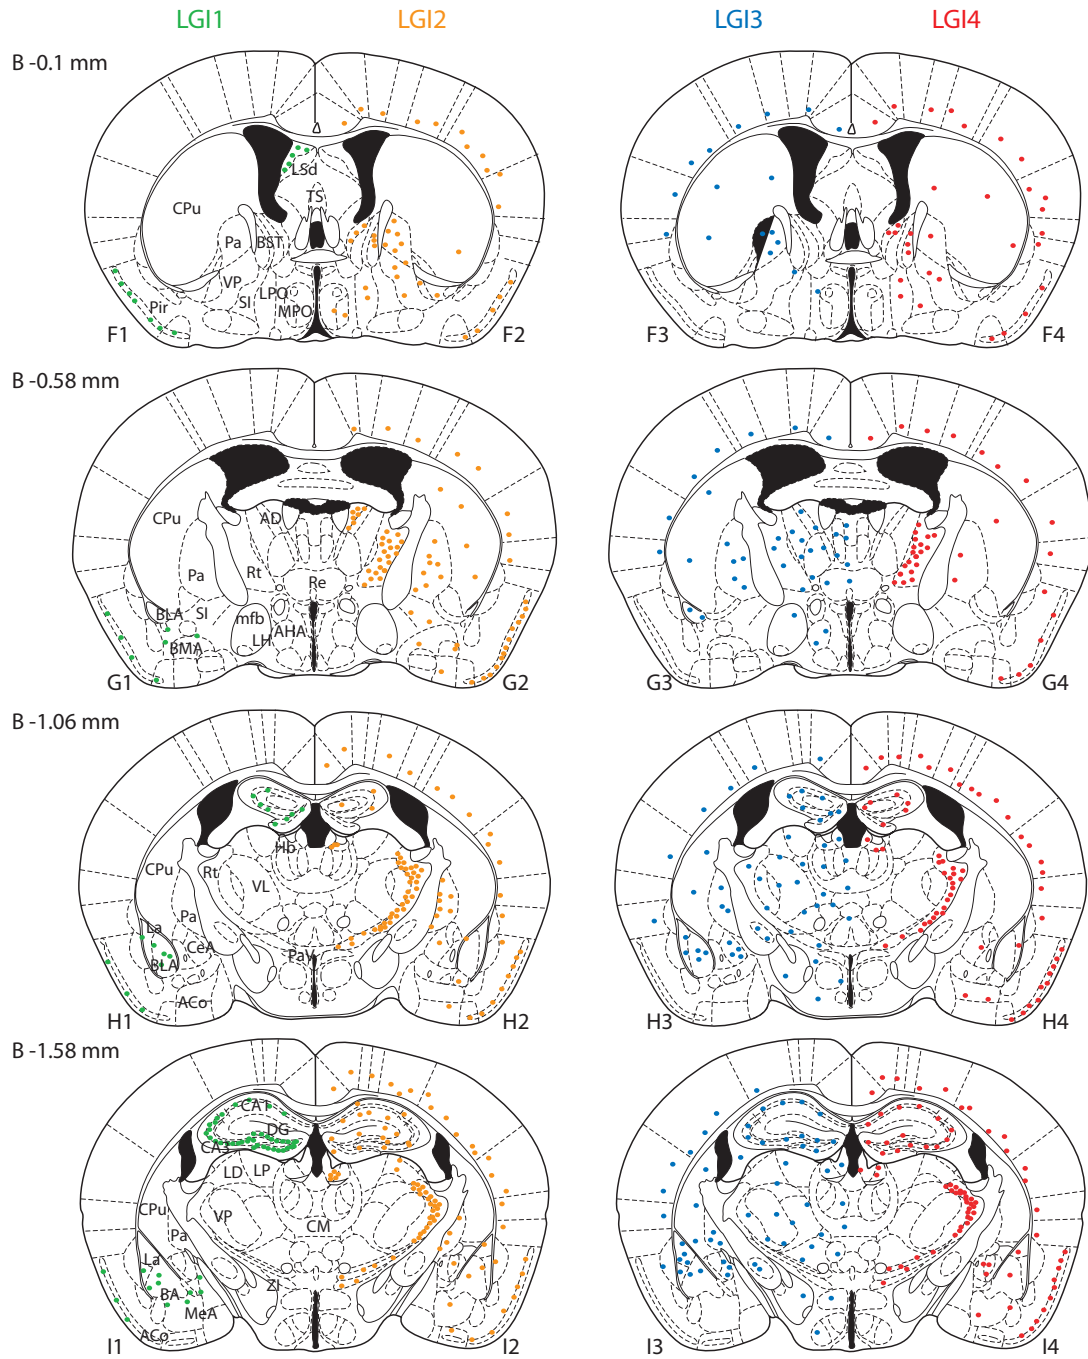 LGI1 LGI2 LGI3 LGI4
B -0.1 mm
LSd
TS
CPu
Pa BST
VP
LPO
SI
Pir
MPO
F1 F2 F3 F4
B -0.58 mm
CPu
AD
Pa
Rt
Re
BLA
SI
mfb
AHA
LH
BMA
G1 G2 G3 G4
B -1.06 mm
Hb
CPu
Rt
VL
Pa
La
CeA
PaV
BLA
ACo
H1 H2 H3 H4
B -1.58 mm
CA1
DG
CA3
LD LP
CPu
VP
CM
Pa
La
ZI
BA
MeA
ACo
I1 I2 I3 I4